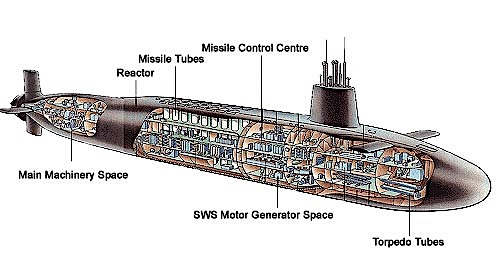 Missile Control Centre
Missile Tubes
Reactor
Main Machinery Space
SWS Motor Generator Space
Torpedo Tubes